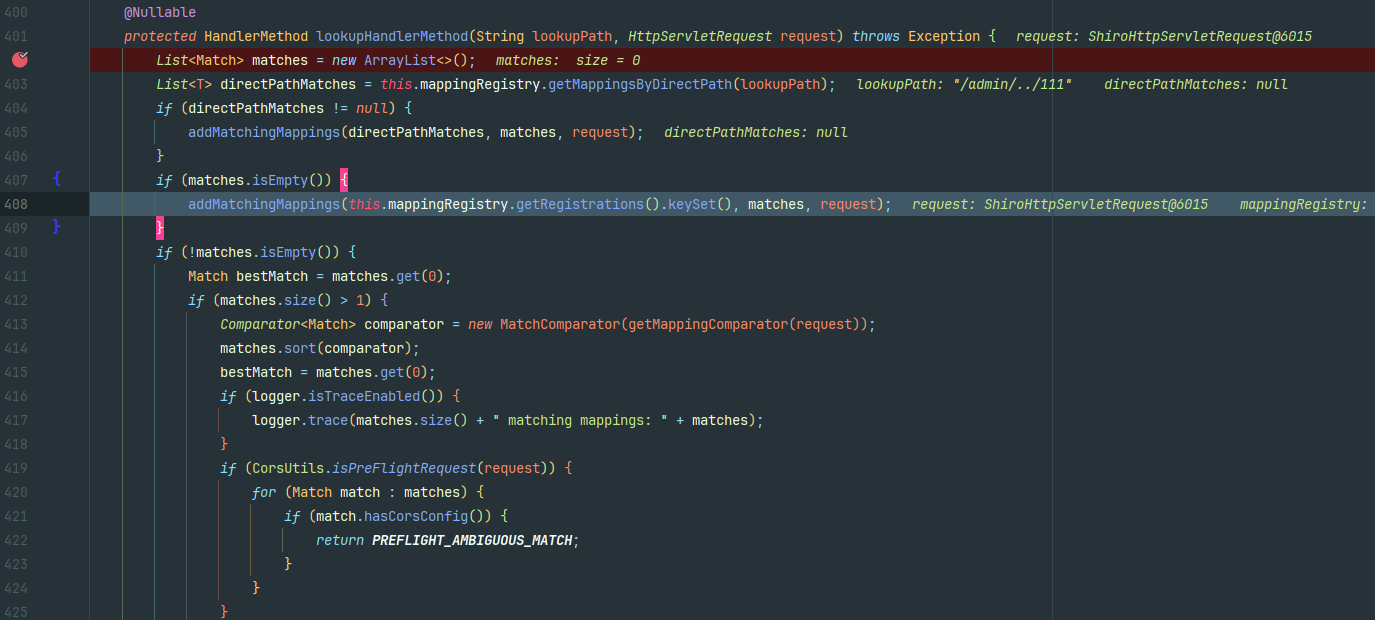 400 @Nullable
401 protected HandlerMethod lookupHandlerMethod(String lookupPath, HttpServletRequest request) throws Exception { request: ShiroHttpServletRequest@6015
List<Match> matches = new ArrayList<>(); matches: size = 0
403 List<T> directPathMatches = this.mappingRegistry.getMappingsByDirectPath(lookupPath); lookupPath: "/admin/../111" directPathMatches: null
404 if (directPathMatches != null) {
405 addMatchingMappings(directPathMatches, matches, request); directPathMatches: null
406 }
407 { if (matches.isEmpty()) {
408 addMatchingMappings(this.mappingRegistry.getRegistrations().keySet(), matches, request); request: ShiroHttpServletRequest@6015 mappingRegistry:
409 } }
410 if (!matches.isEmpty()) {
411 Match bestMatch = matches.get(0);
412 if (matches.size() > 1) {
413 Comparator<Match> comparator = new MatchComparator(getMappingComparator(request));
414 matches.sort(comparator);
415 bestMatch = matches.get(0);
416 if (logger.isTraceEnabled()) {
417 logger.trace(matches.size() + " matching mappings: " + matches);
418 }
419 if (CorsUtils.isPreFlightRequest(request)) {
420 for (Match match : matches) {
421 if (match.hasCorsConfig()) {
422 return PREFLIGHT_AMBIGUOUS_MATCH;
423 }
424 }
425 }